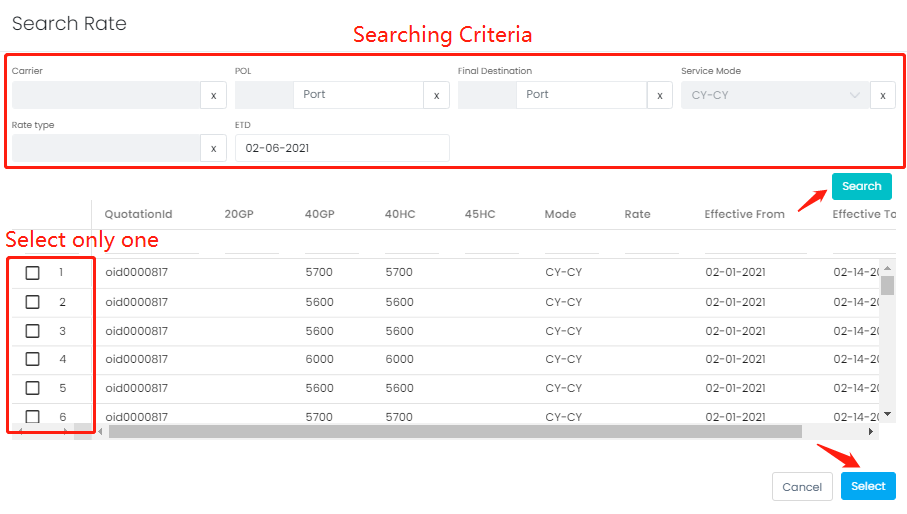 Search Rate
Searching Criteria
Carrier POL Final Destination Service Mode
x Port x Port x CY-CY x
Rate type ETD
x 02-06-2021
Search
QuotationId 20GP 40GP 40HC 45HC Mode Rate Effective From Effective To
Select only one
1 oid0000817 5700 5700 CY-CY 02-01-2021 02-14-20
2 oid0000817 5600 5600 CY-CY 02-01-2021 02-14-20
3 oid0000817 5600 5600 CY-CY 02-01-2021 02-14-20
4 oid0000817 6000 6000 CY-CY 02-01-2021 02-14-20
5 oid0000817 5600 5600 CY-CY 02-01-2021 02-14-20
6 oid0000817 5700 5700 CY-CY 02-01-2021 02-14-20
Cancel Select